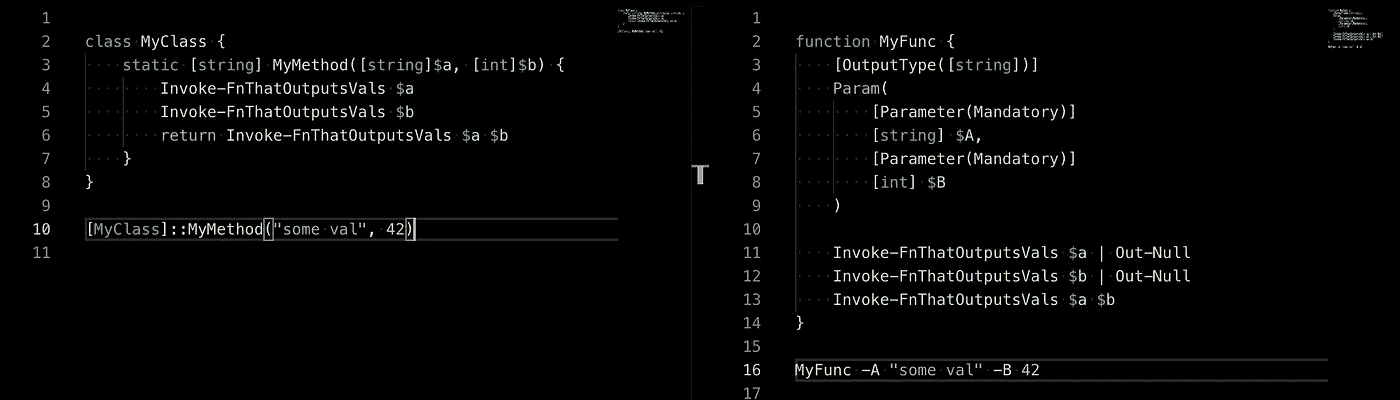 1
2 class MyClass {
3 static [string] MyMethod([string]$a, [int]$b) {
4 Invoke-FnThatOutputsVals $a
5 Invoke-FnThatOutputsVals $b
6 return Invoke-FnThatOutputsVals $a $b
7 }
8 }
9
10 [MyClass]::MyMethod("some val", 42)
11
1
2 function MyFunc {
3 [OutputType([string])]
4 Param(
5 [Parameter(Mandatory)]
6 [string] $A,
7 [Parameter(Mandatory)]
8 [int] $B
9 )
10
11 Invoke-FnThatOutputsVals $a | Out-Null
12 Invoke-FnThatOutputsVals $b | Out-Null
13 Invoke-FnThatOutputsVals $a $b
14 }
15
16 MyFunc -A "some val" -B 42
17